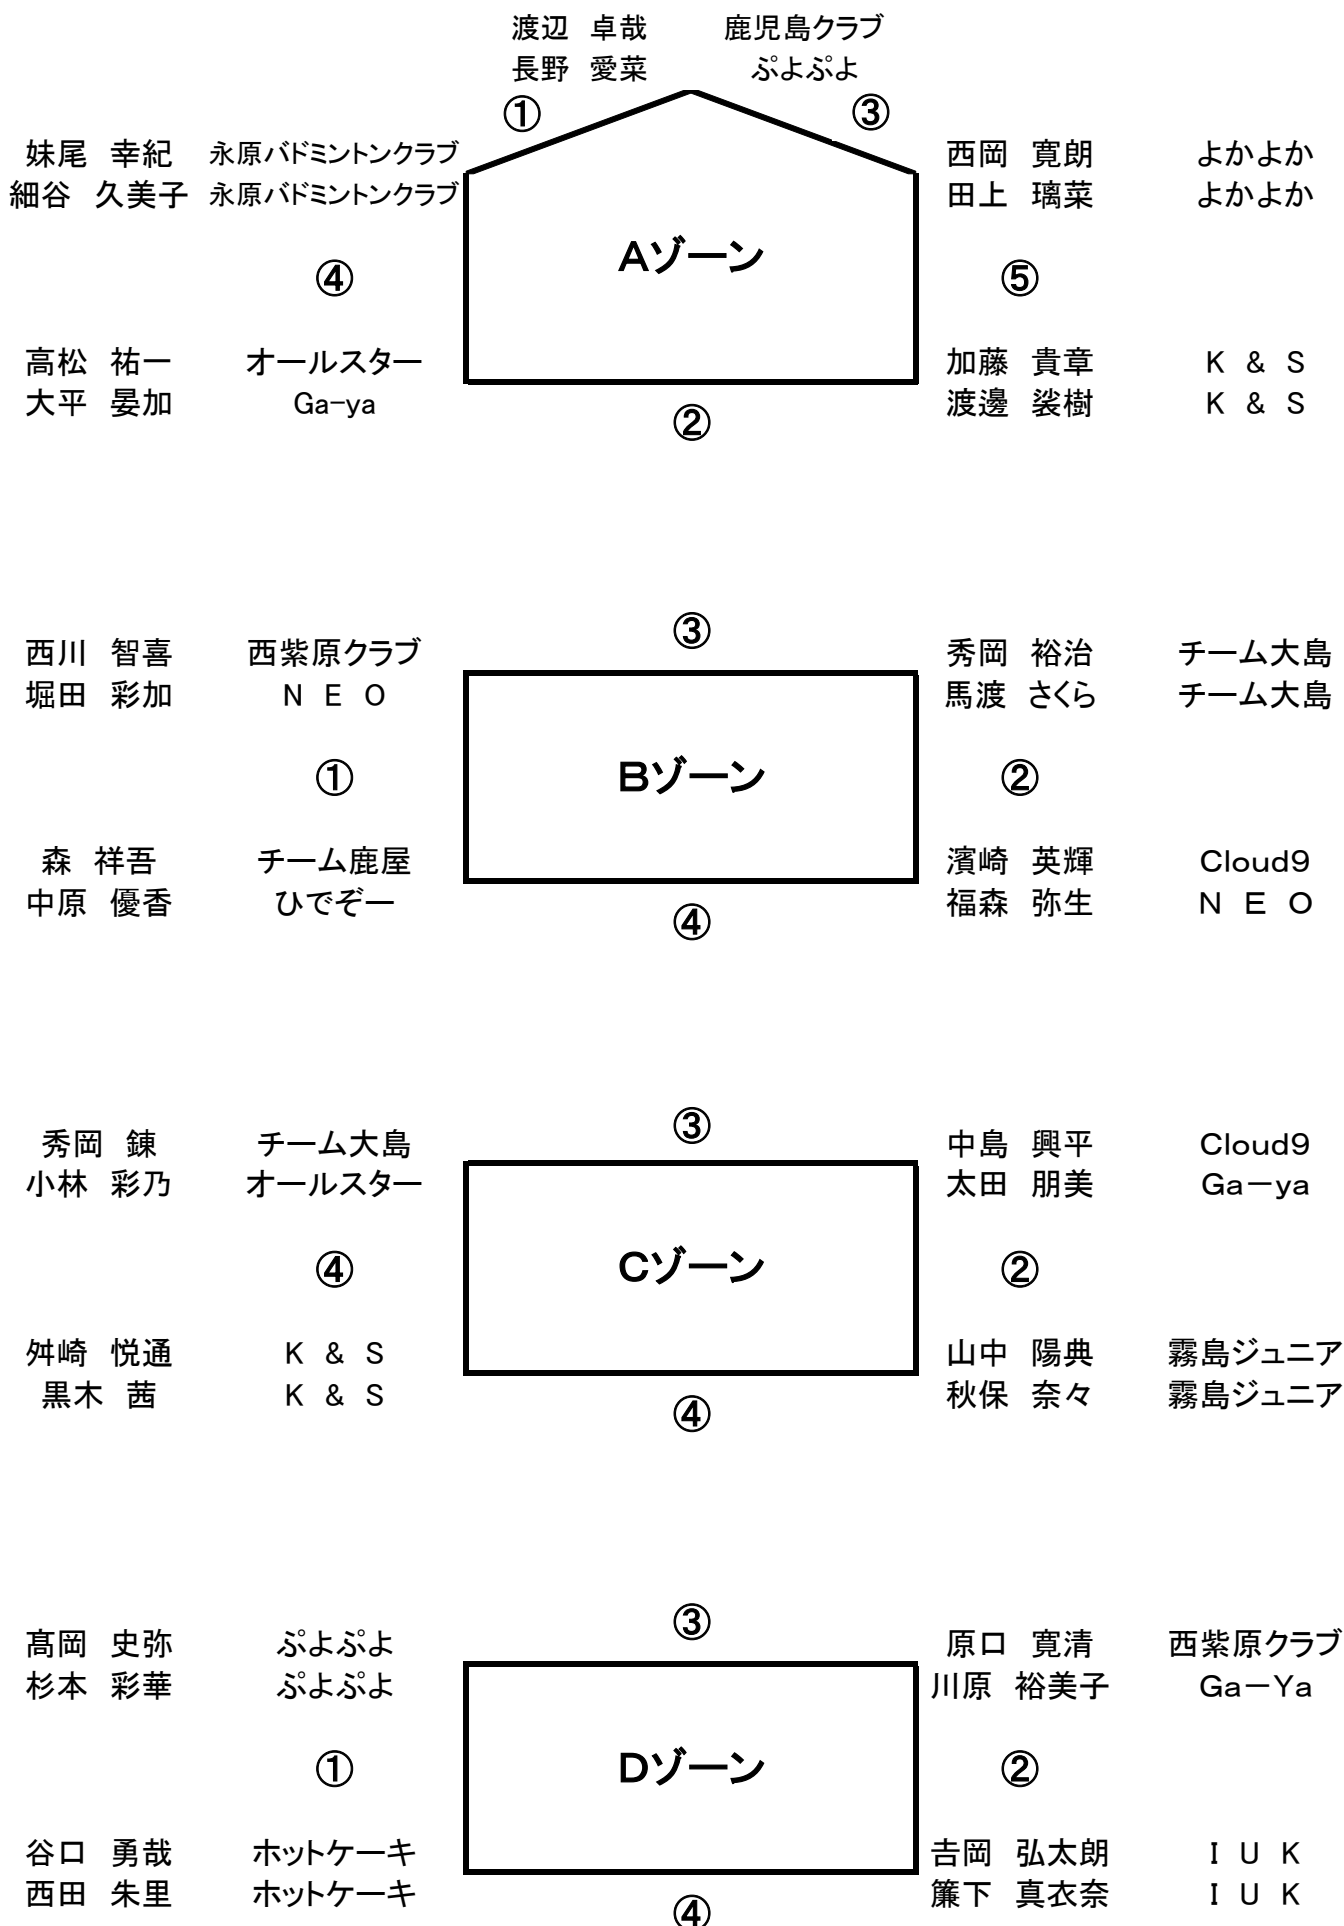 渡辺 卓哉 鹿児島クラブ
長野 愛菜 ぷよぷよ
① ③
妹尾 幸紀 永原バドミントンクラブ 西岡 寛朗 よかよか
細谷 久美子 永原バドミントンクラブ 田上 璃菜 よかよか
Aゾーン
④ ⑤
高松 祐一 オールスター 加藤 貴章 K & S
大平 晏加 Ga-ya 渡邊 裟樹 K & S
②
③
西川 智喜 西紫原クラブ 秀岡 裕治 チーム大島
堀田 彩加 N E O 馬渡 さくら チーム大島
① Bゾーン ②
森 祥吾 チーム鹿屋 濱崎 英輝 Cloud9
中原 優香 ひでぞー 福森 弥生 N E O
④
③
秀岡 錬 チーム大島 中島 興平 Cloud9
小林 彩乃 オールスター 太田 朋美 Ga－ya
④ Cゾーン ②
舛崎 悦通 K & S 山中 陽典 霧島ジュニア
黒木 茜 K & S 秋保 奈々 霧島ジュニア
④
③
髙岡 史弥 ぷよぷよ 原口 寛清 西紫原クラブ
杉本 彩華 ぷよぷよ 川原 裕美子 Ga－Ya
① Dゾーン ②
谷口 勇哉 ホットケーキ 𠮷岡 弘太朗 I U K
西田 朱里 ホットケーキ 簾下 真衣奈 I U K
④